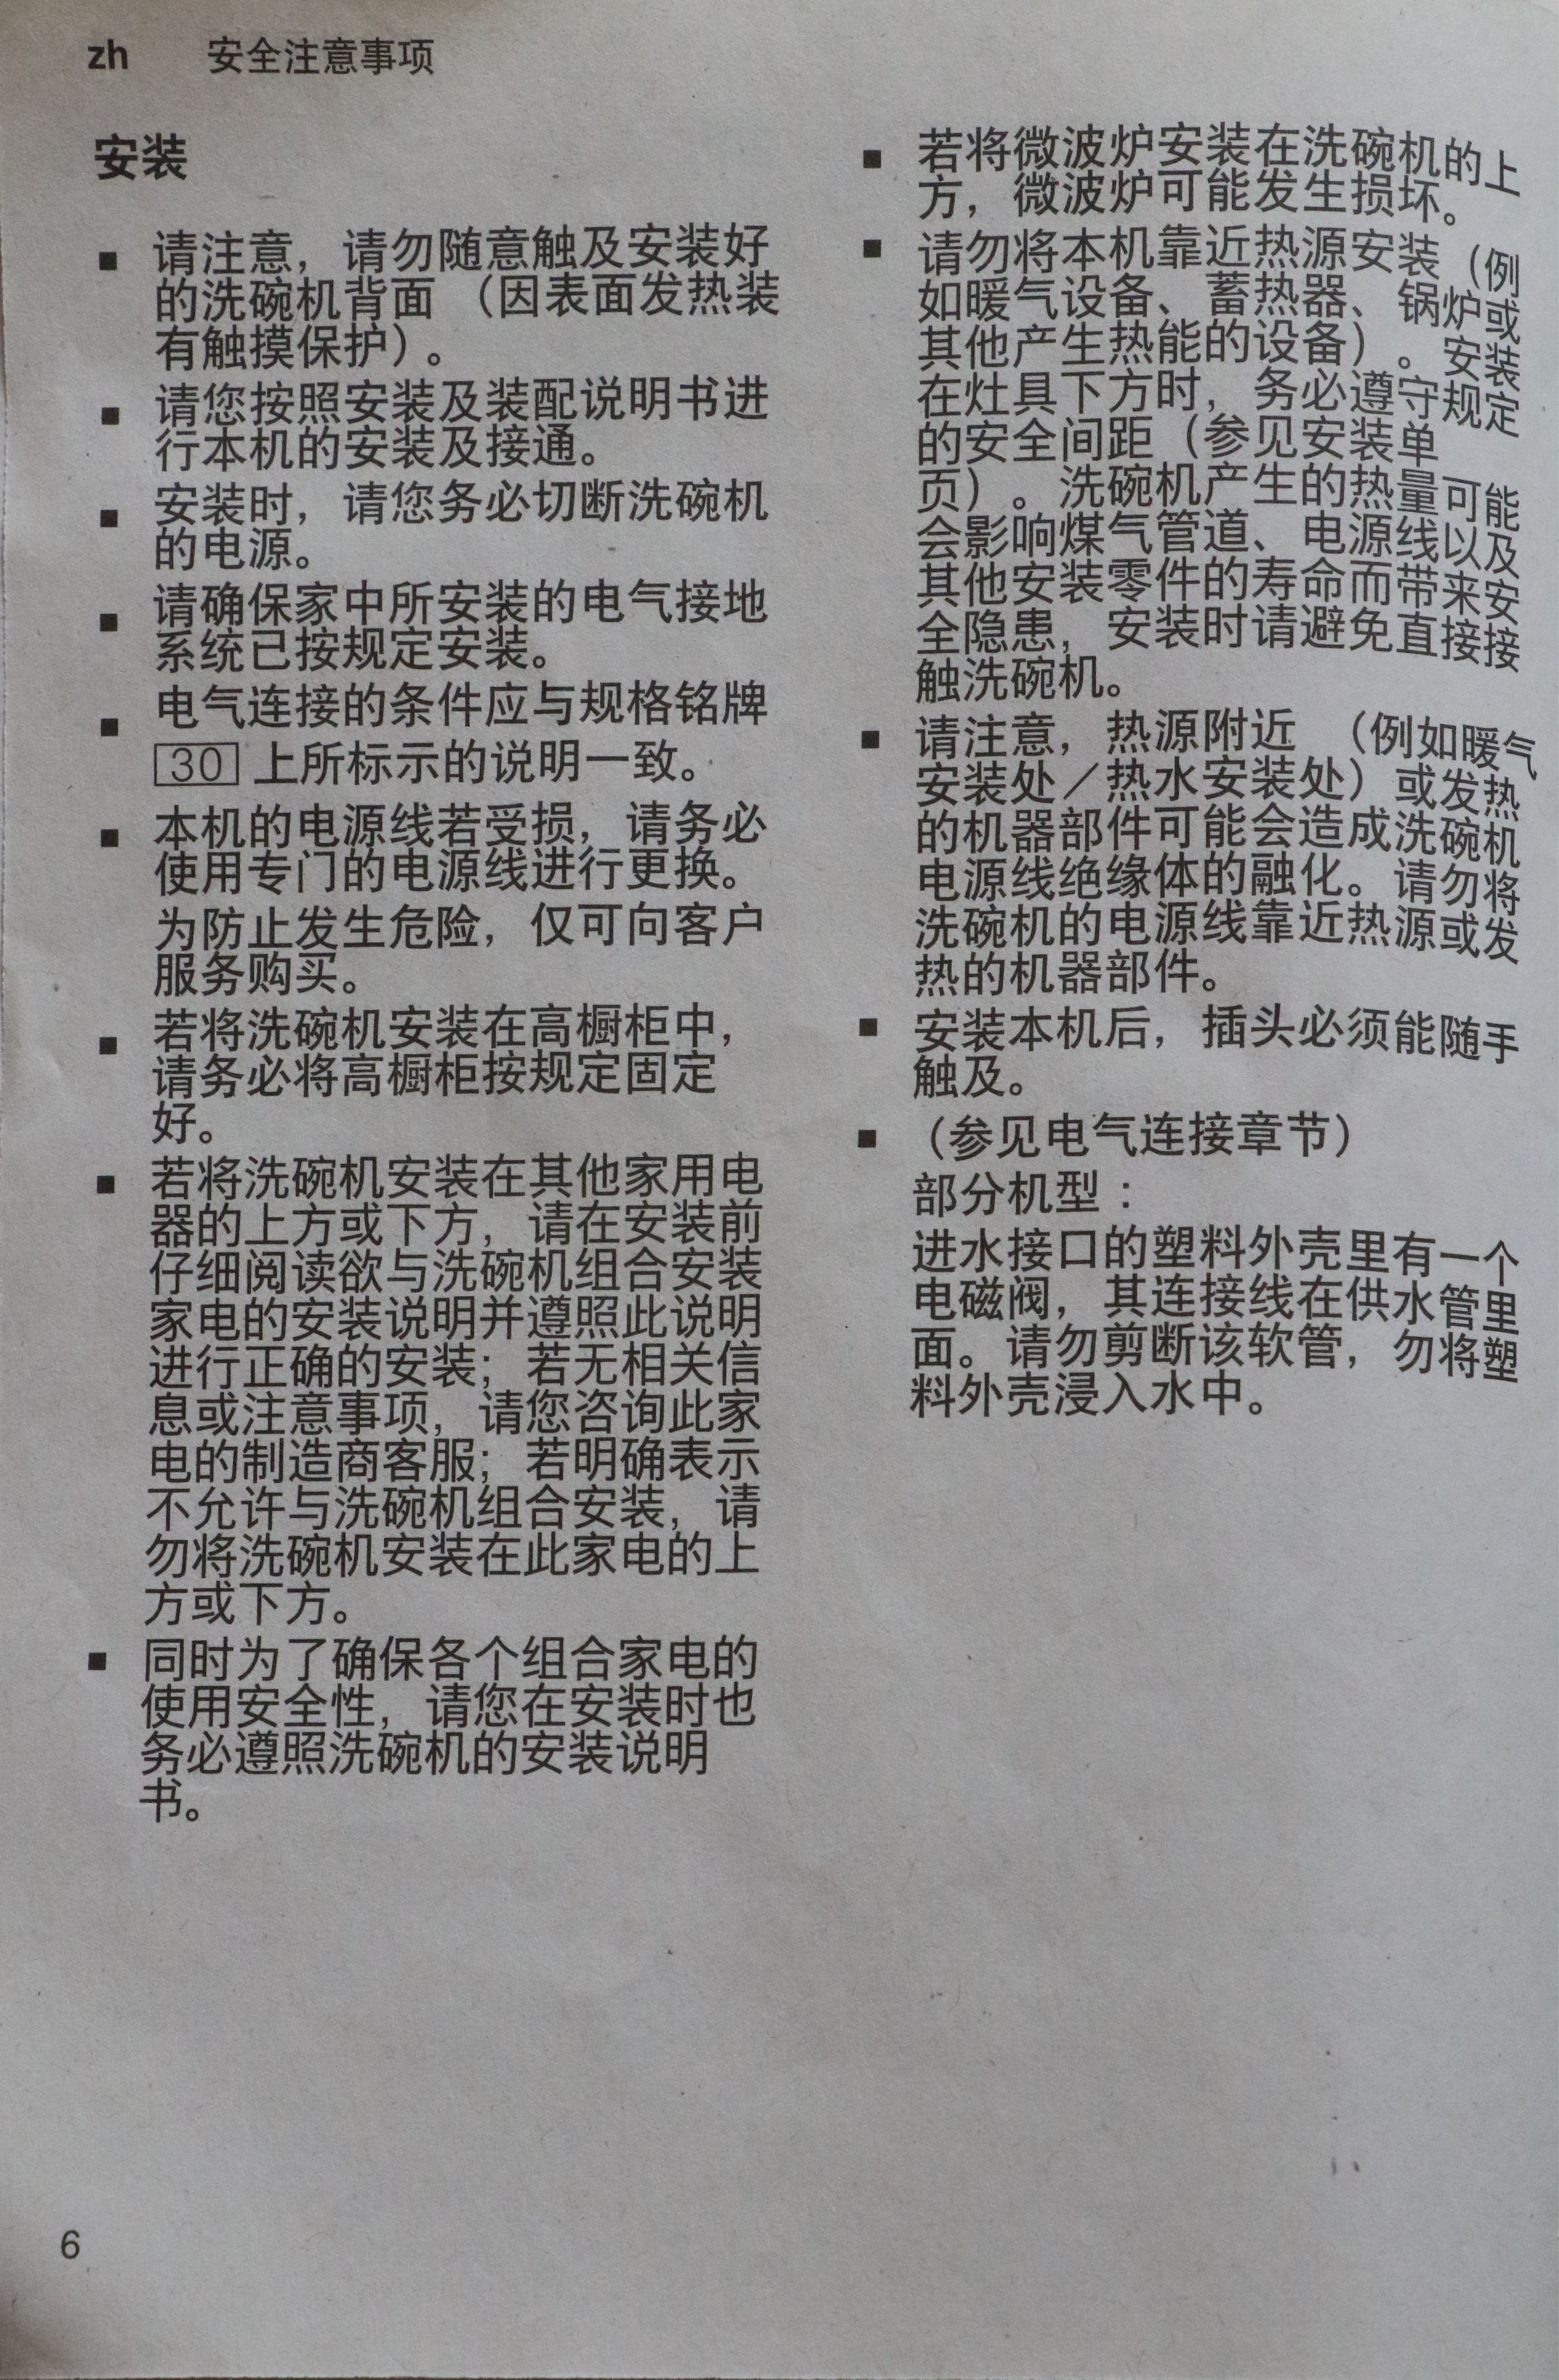 zh 安全注意事项
安装
■ 请注意，请勿随意触及安装好
的洗碗机背面 （因表面发热装
有触摸保护）。
■ 请您按照安装及装配说明书进
行本机的安装及接通。
■ 安装时，请您务必切断洗碗机
的电源。
■ 请确保家中所安装的电气接地
系统已按规定安装。
■ 电气连接的条件应与规格铭牌
30 上所标示的说明一致。
■ 本机的电源线若受损，请务必
使用专门的电源线进行更换。
为防止发生危险，仅可向客户
服务购买。
■ 若将洗碗机安装在高橱柜中，
请务必将高橱柜按规定固定
好。
■ 若将洗碗机安装在其他家用电
器的上方或下方，请在安装前
仔细阅读欲与洗碗机组合安装
家电的安装说明并遵照此说明
进行正确的安装；若无相关信
息或注意事项，请您咨询此家
电的制造商客服；若明确表示
不允许与洗碗机组合安装，请
勿将洗碗机安装在此家电的上
方或下方。
■ 同时为了确保各个组合家电的
使用安全性，请您在安装时也
务必遵照洗碗机的安装说明
书。
■ 若将微波炉安装在洗碗机的上
方，微波炉可能发生损坏。
■ 请勿将本机靠近热源安装（例
如暖气设备、蓄热器、锅炉或
其他产生热能的设备）。安装
在灶具下方时，务必遵守规定
的安全间距（参见安装单
页）。洗碗机产生的热量可能
会影响煤气管道、电源线以及
其他安装零件的寿命而带来安
全隐患，安装时请避免直接接
触洗碗机。
■ 请注意，热源附近 （例如暖气
安装处／热水安装处）或发热
的机器部件可能会造成洗碗机
电源线绝缘体的融化。请勿将
洗碗机的电源线靠近热源或发
热的机器部件。
■ 安装本机后，插头必须能随手
触及。
■ （参见电气连接章节）
部分机型：
进水接口的塑料外壳里有一个
电磁阀，其连接线在供水管里
面。请勿剪断该软管，勿将塑
料外壳浸入水中。
6